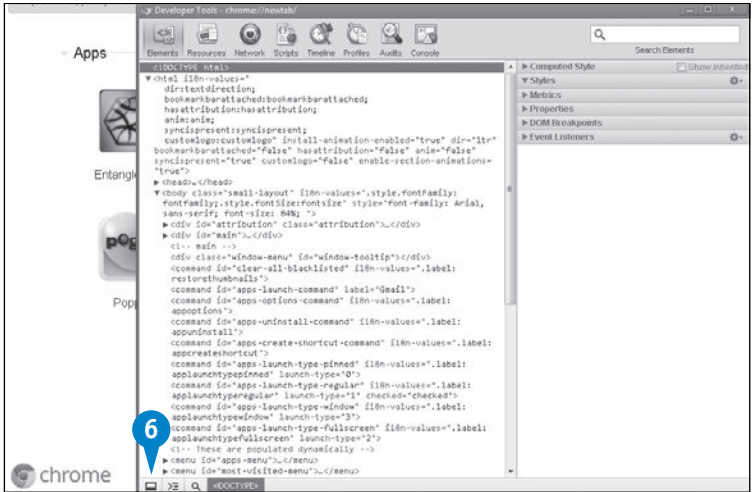 Developer Tools - chrome://newtab/
Elements Resources Network Scripts Timeline Profiles Audits Console
Search Elements
Apps
Entangle
Pop
<!DOCTYPE html>
▼<html i18n-values="
dir:textdirection;
bookmarkbarattached:bookmarkbarattached;
hasattribution:hasattribution;
anim:anim;
syncispresent:syncispresent;
customlogo:customlogo" install-animation-enabled="true" dir="ltr"
bookmarkbarattached="false" hasattribution="false" anim="false"
syncispresent="true" customlogo="false" enable-section-animations=
"true">
▶<head>…</head>
▼<body class="small-layout" i18n-values=".style.fontFamily:
fontfamily;.style.fontSize:fontsize" style="font-family: Arial,
sans-serif; font-size: 84%; ">
▶<div id="attribution" class="attribution">…</div>
▶<div id="main">…</div>
<!-- main -->
<div class="window-menu" id="window-tooltip"></div>
<command id="clear-all-blacklisted" i18n-values=".label:
restorethumbnails">
<command id="apps-launch-command" label="Gmail">
<command id="apps-options-command" i18n-values=".label:
appoptions">
<command id="apps-uninstall-command" i18n-values=".label:
appuninstall">
<command id="apps-create-shortcut-command" i18n-values=".label:
appcreateshortcut">
<command id="apps-launch-type-pinned" i18n-values=".label:
applaunchtypepinned" launch-type="0">
<command id="apps-launch-type-regular" i18n-values=".label:
applaunchtyperegular" launch-type="1" checked="checked">
<command id="apps-launch-type-window" i18n-values=".label:
applaunchtypewindow" launch-type="3">
<command id="apps-launch-type-fullscreen" i18n-values=".label:
applaunchtypefullscreen" launch-type="2">
<!-- These are populated dynamically -->
▶<menu id="apps-menu">…</menu>
▶<menu id="most-visited-menu">…</menu>
▶ Computed Style Show inherited
▼ Styles
▶ Metrics
▶ Properties
▶ DOM Breakpoints
▶ Event Listeners
6
chrome
<!DOCTYPE>